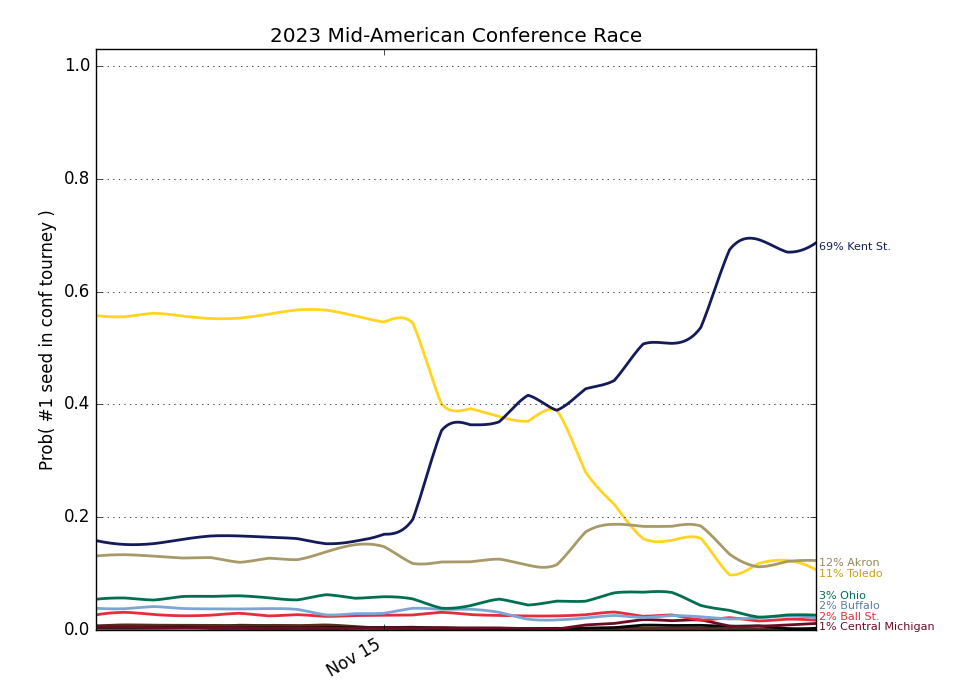 2023 Mid-American Conference Race
Prob( #1 seed in conf tourney )
1.0
0.8
0.6
0.4
0.2
0.0
Nov 15
69% Kent St.
12% Akron
11% Toledo
3% Ohio
2% Buffalo
2% Ball St.
1% Central Michigan